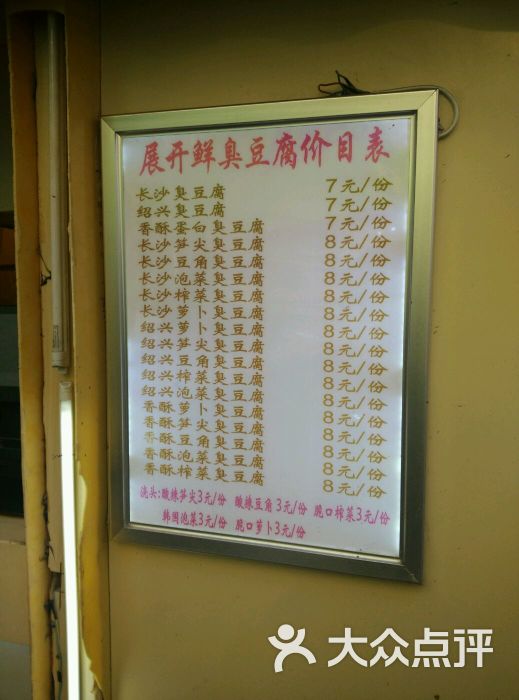 展开鲜臭豆腐价目表
长沙臭豆腐 7元/份
绍兴臭豆腐 7元/份
香酥蛋白臭豆腐 7元/份
长沙笋尖臭豆腐 8元/份
长沙豆角臭豆腐 8元/份
长沙泡菜臭豆腐 8元/份
长沙榨菜臭豆腐 8元/份
长沙萝卜臭豆腐 8元/份
绍兴萝卜臭豆腐 8元/份
绍兴笋尖臭豆腐 8元/份
绍兴豆角臭豆腐 8元/份
绍兴榨菜臭豆腐 8元/份
绍兴泡菜臭豆腐 8元/份
香酥萝卜臭豆腐 8元/份
香酥笋尖臭豆腐 8元/份
香酥豆角臭豆腐 8元/份
香酥泡菜臭豆腐 8元/份
香酥榨菜臭豆腐 8元/份
浇头:酸辣笋尖3元/份 酸辣豆角3元/份 脆口榨菜3元/份
韩国泡菜3元/份 脆口萝卜3元/份
大众点评